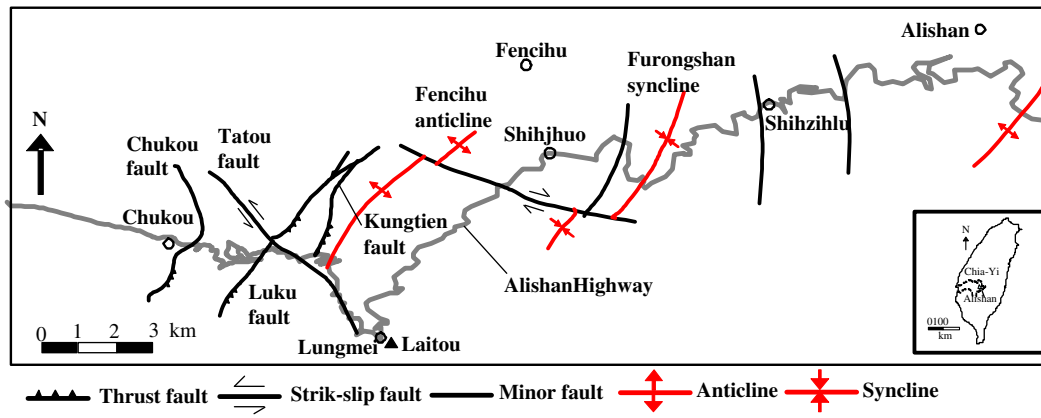 Alishan
Fencihu
Furongshan
syncline
Fencihu
anticline
N
Tatou
fault
Chukou
fault
Shihjhuo
Shihzihlu
Chukou
Kungtien
fault
Luku
fault
AlishanHighway
Lungmei
Laitou
0 1 2 3 km
N
Chia-Yi
Alishan
0100
km
Thrust fault
Strik-slip fault
Minor fault
Anticline
Syncline